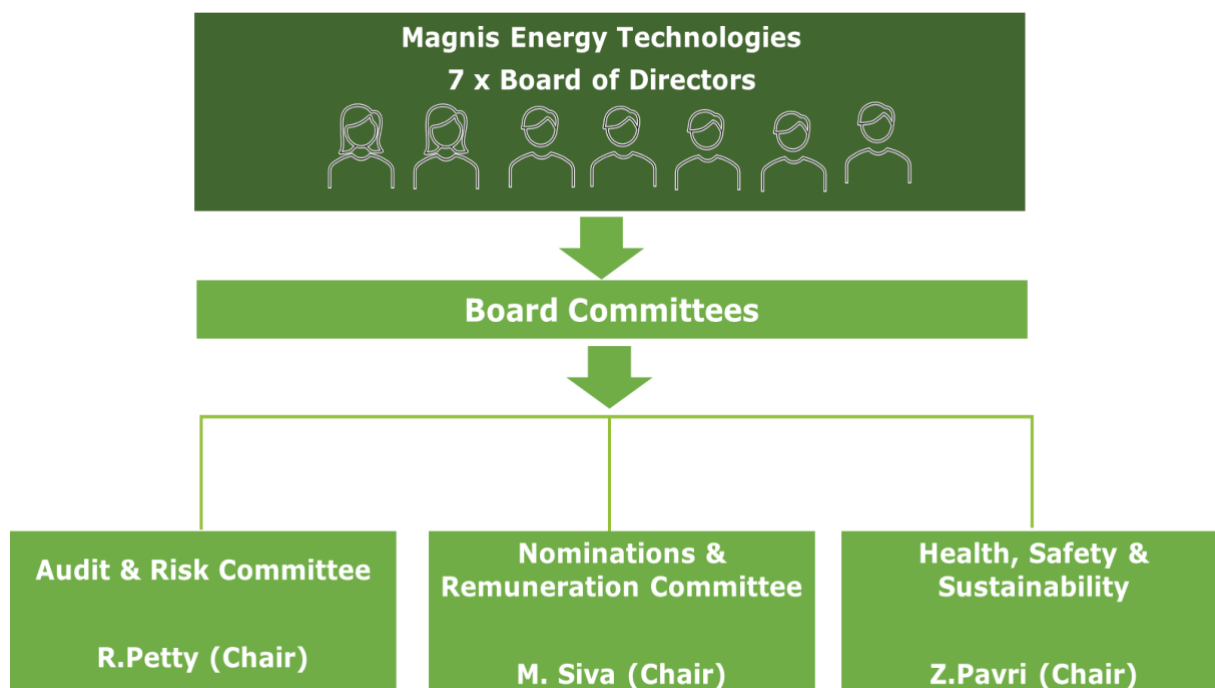 Magnis Energy Technologies
7 x Board of Directors
Board Committees
Audit & Risk Committee
R.Petty (Chair)
Nominations &
Remuneration Committee
M. Siva (Chair)
Health, Safety &
Sustainability
Z.Pavri (Chair)